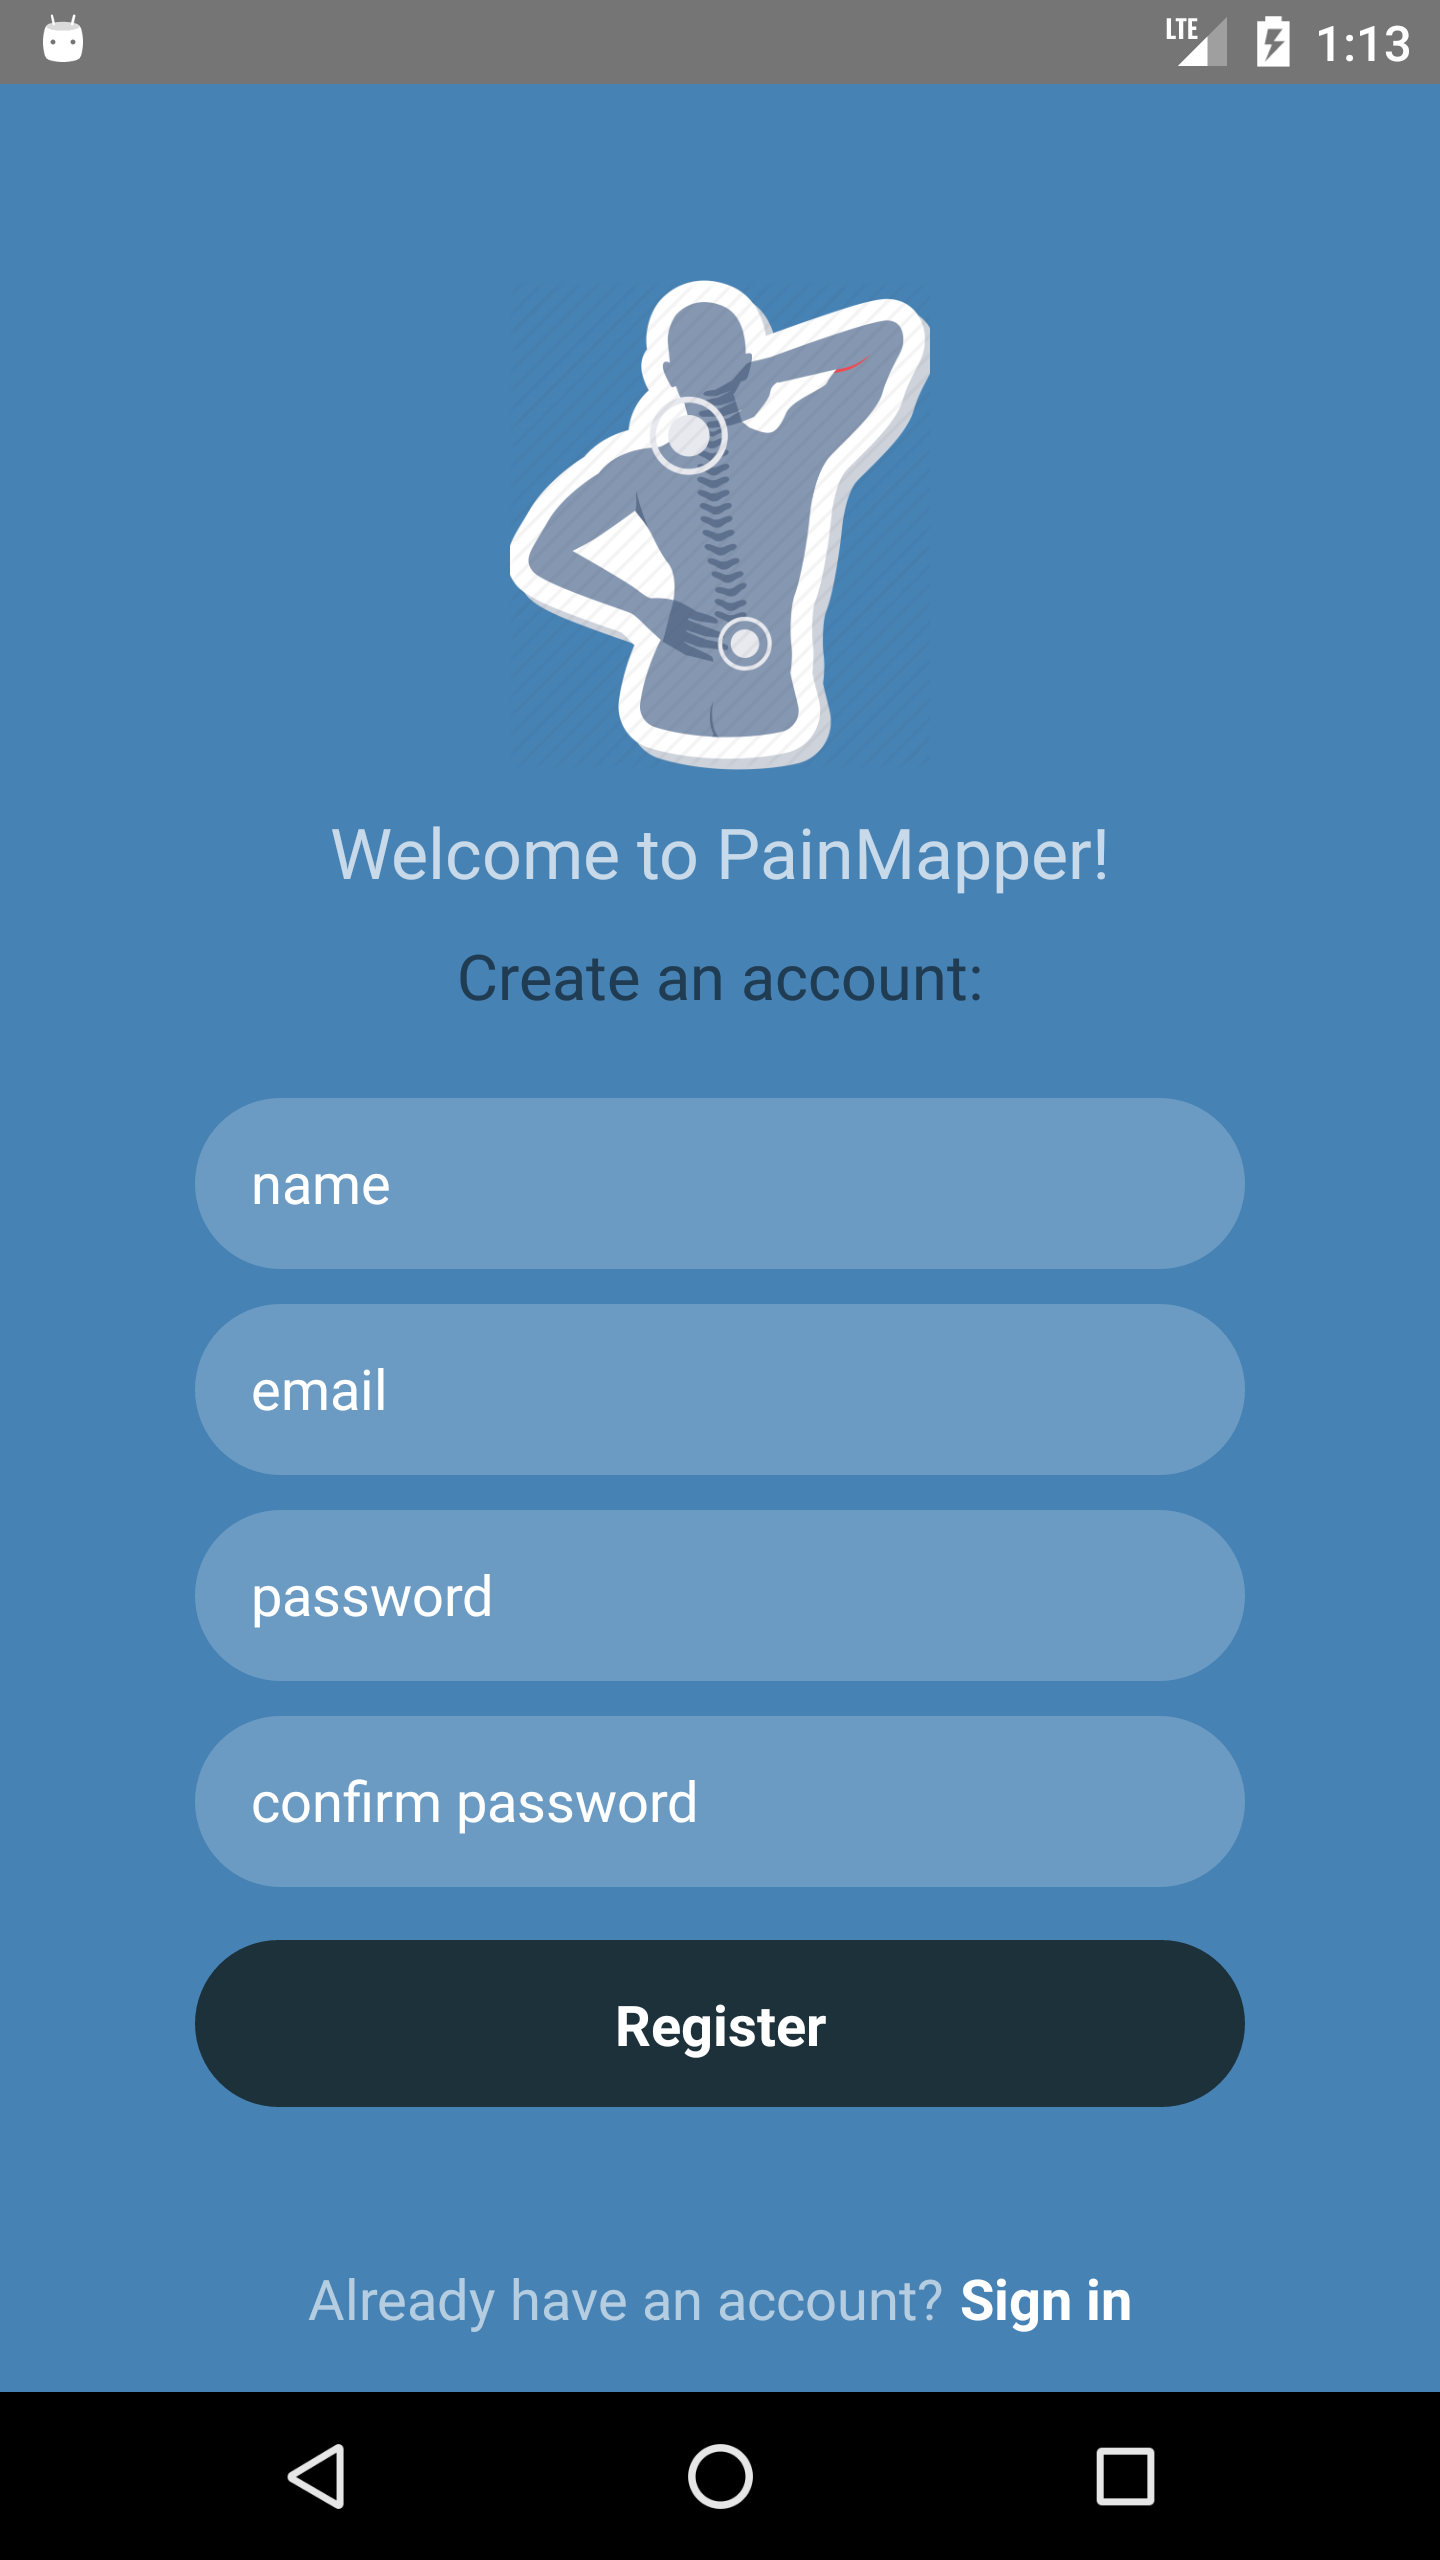 LTE 1:13
Welcome to PainMapper!
Create an account:
name
email
password
confirm password
Register
Already have an account? Sign in